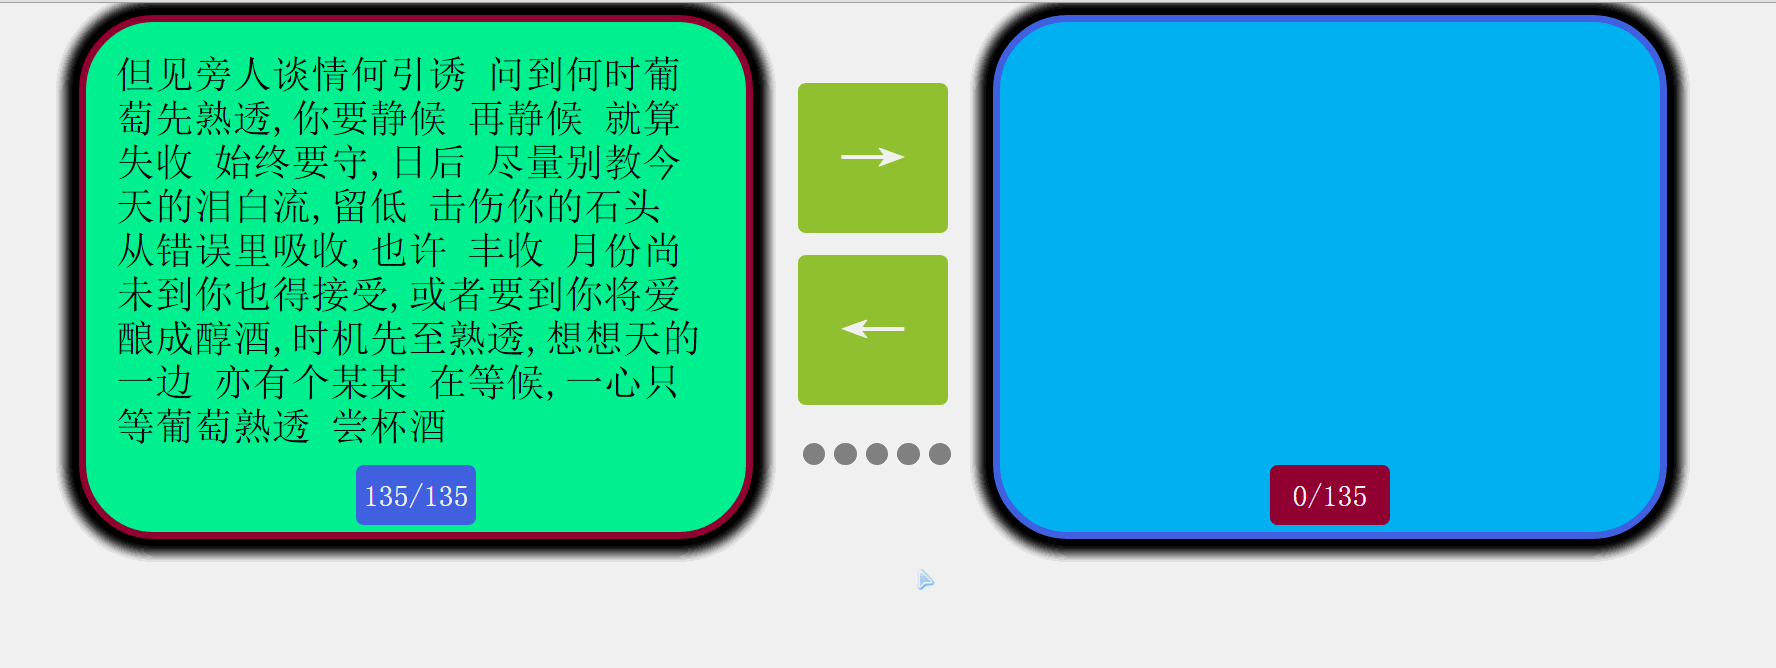 但见旁人谈情何引诱 问到何时葡
萄先熟透,你要静候 再静候 就算
失收 始终要守,日后 尽量别教今
天的泪白流,留低 击伤你的石头
从错误里吸收,也许 丰收 月份尚
未到你也得接受,或者要到你将爱
酿成醇酒,时机先至熟透,想想天的
一边 亦有个某某 在等候,一心只
等葡萄熟透 尝杯酒
135/135
→
←
0/135